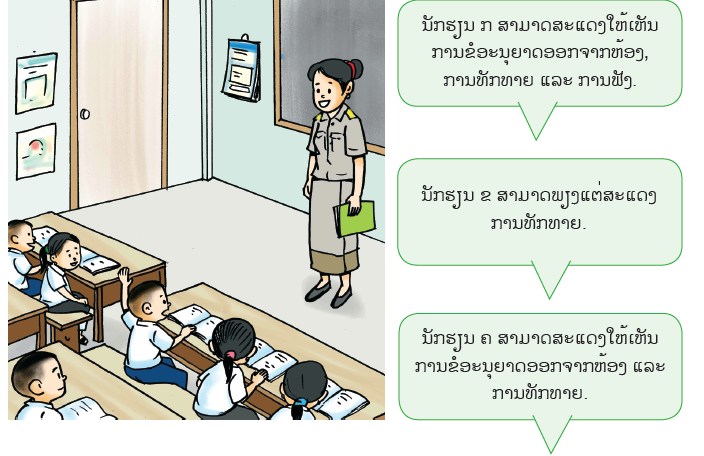 ນັກຮຽນ ກ ສາມາດສະແດງໃຫ້ເຫັນ
ການຂໍອະນຸຍາດອອກຈາກຫ້ອງ,
ການທັກທາຍ ແລະ ການຟັງ.
ນັກຮຽນ ຂ ສາມາດພຽງແຕ່ສະແດງ
ການທັກທາຍ.
ນັກຮຽນ ຄ ສາມາດສະແດງໃຫ້ເຫັນ
ການຂໍອະນຸຍາດອອກຈາກຫ້ອງ ແລະ
ການທັກທາຍ.